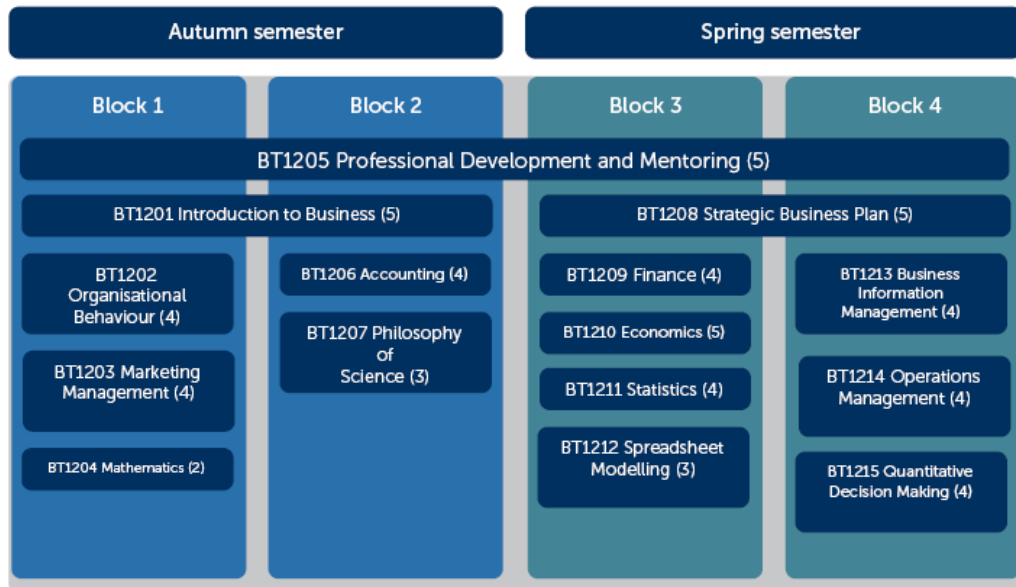 Autumn semester
Spring semester
Block 1
Block 2
Block 3
Block 4
BT1205 Professional Development and Mentoring (5)
BT1201 Introduction to Business (5)
BT1208 Strategic Business Plan (5)
BT1202
Organisational
Behaviour (4)
BT1203 Marketing
Management (4)
BT1204 Mathematics (2)
BT1206 Accounting (4)
BT1207 Philosophy
of
Science (3)
BT1209 Finance (4)
BT1210 Economics (5)
BT1211 Statistics (4)
BT1212 Spreadsheet
Modelling (3)
BT1213 Business
Information
Management (4)
BT1214 Operations
Management (4)
BT1215 Quantitative
Decision Making (4)